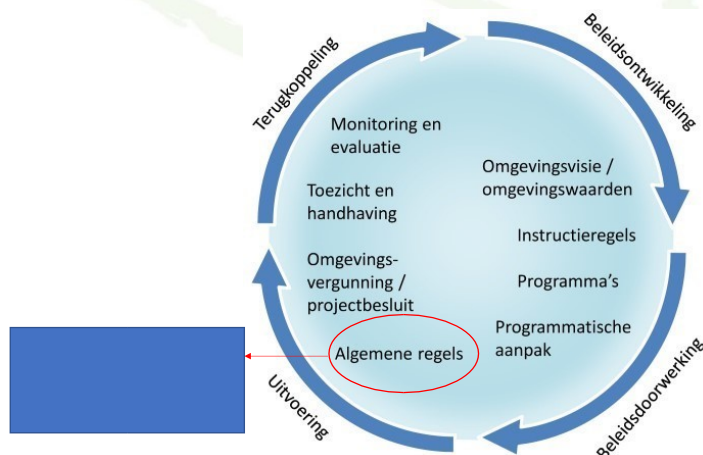 Terugkoppeling
Beleidsontwikkeling
Monitoring en
evaluatie
Omgevingsvisie /
omgevingswaarden
Toezicht en
handhaving
Instructieregels
Omgevings-
vergunning /
projectbesluit
Programma's
Programmatische
aanpak
Algemene regels
Uitvoering
Beleidsdoorwerking